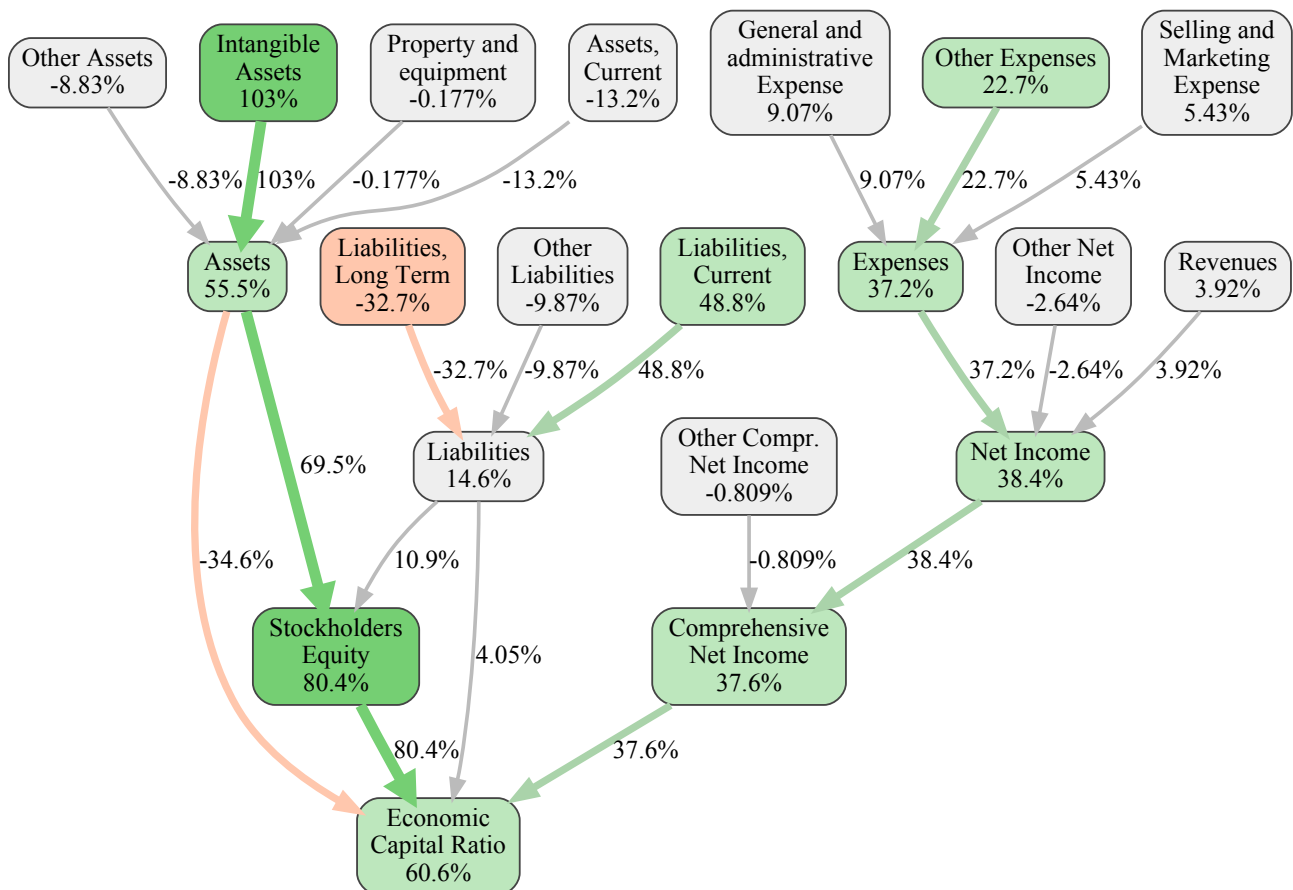 Other Assets
-8.83%
Intangible
Assets
103%
Property and
equipment
-0.177%
Assets,
Current
-13.2%
General and
administrative
Expense
9.07%
Other Expenses
22.7%
Selling and
Marketing
Expense
5.43%
-8.83%
103%
-0.177%
-13.2%
9.07%
22.7%
5.43%
Assets
55.5%
Liabilities,
Long Term
-32.7%
Other
Liabilities
-9.87%
Liabilities,
Current
48.8%
Expenses
37.2%
Other Net
Income
-2.64%
Revenues
3.92%
-32.7%
-9.87%
48.8%
37.2%
-2.64%
3.92%
69.5%
Liabilities
14.6%
Other Compr.
Net Income
-0.809%
Net Income
38.4%
-34.6%
10.9%
-0.809%
38.4%
Stockholders
Equity
80.4%
4.05%
Comprehensive
Net Income
37.6%
80.4%
37.6%
Economic
Capital Ratio
60.6%